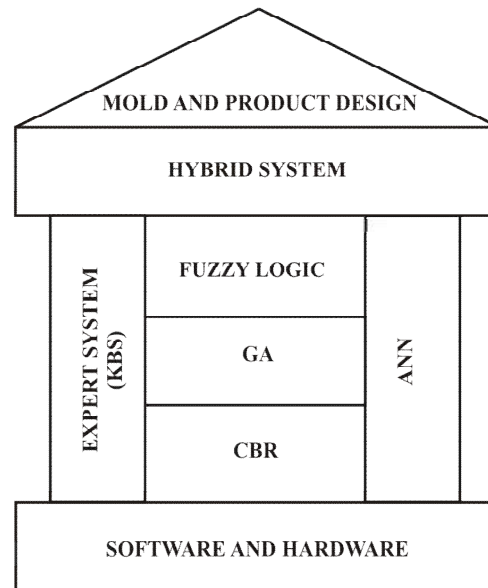 MOLD AND PRODUCT DESIGN
HYBRID SYSTEM
EXPERT SYSTEM
(KBS)
FUZZY LOGIC
GA
CBR
ANN
SOFTWARE AND HARDWARE